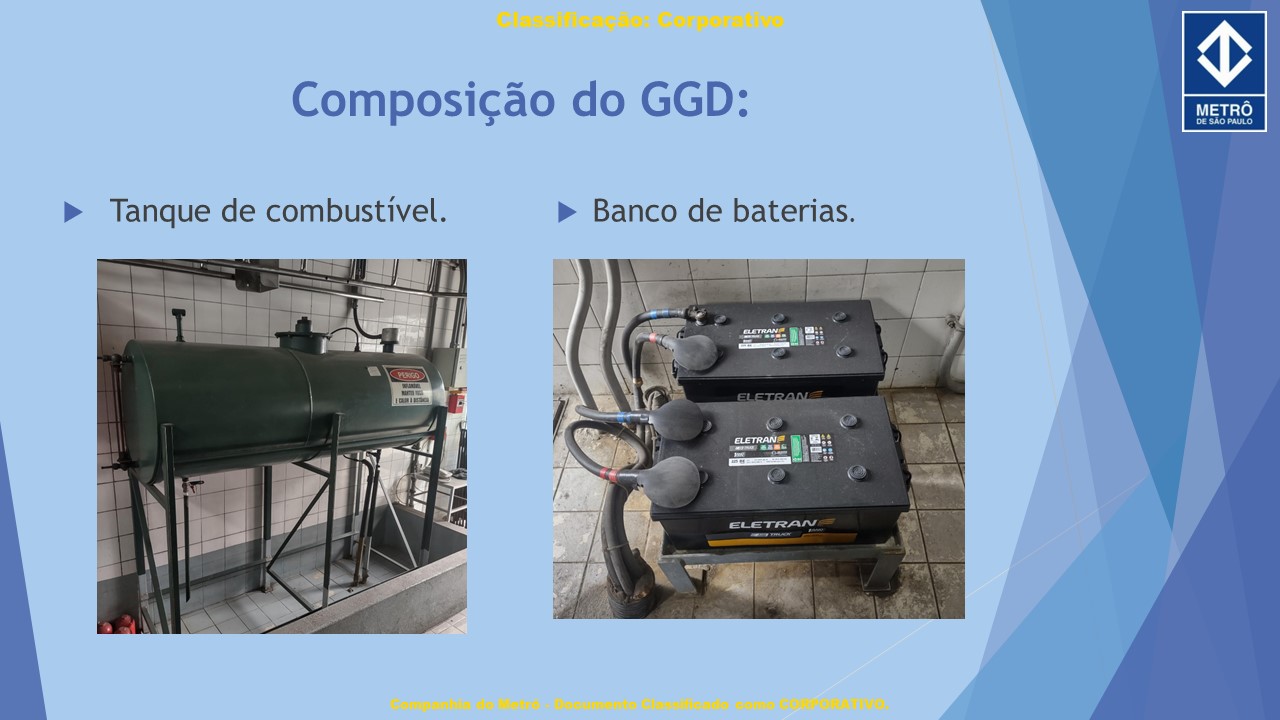 Classificação: Corporativo
METRÔ
DE SÃO PAULO
Composição do GGD:
Tanque de combustível.
Banco de baterias.
PERIGO
INFLAMÁVEL
MANTER FOGO
E CALOR A DISTÂNCIA
ELETRAN
ELETRAN
ELETRAN
ELETRAN
TRUCK
Companhia do Metrô - Documento Classificado como CORPORATIVO.